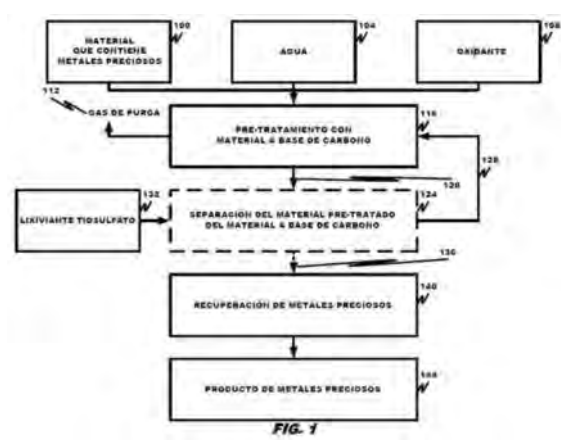 100
MATERIAL
QUE CONTIENE
METALES PRECIOSOS
104
AGUA
108
OXIDANTE
112
GAS DE PURGA
116
PRE-TRATAMIENTO CON
MATERIAL A BASE DE CARBONO
128
120
132
LIXIVIANTE TIOSULFATO
124
SEPARACIÓN DEL MATERIAL PRE-TRATADO
DEL MATERIAL A BASE DE CARBONO
136
140
RECUPERACIÓN DE METALES PRECIOSOS
PRODUCTO DE METALES PRECIOSOS
FIG. 1